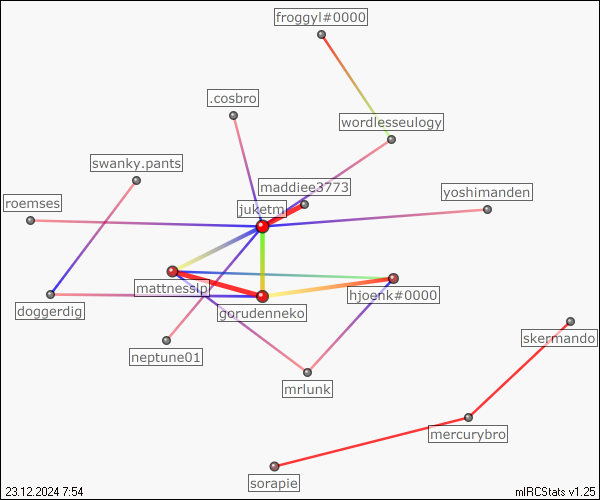 froggyl#0000
.cosbro
wordlesseulogy
swanky.pants
maddiee3773
yoshimanden
roemses
juketm
mattnesslp
hjoenk#0000
doggerdig
gorudenneko
skermando
neptune01
mrlunk
mercurybro
sorapie
23.12.2024 7:54
mIRCStats v1.25